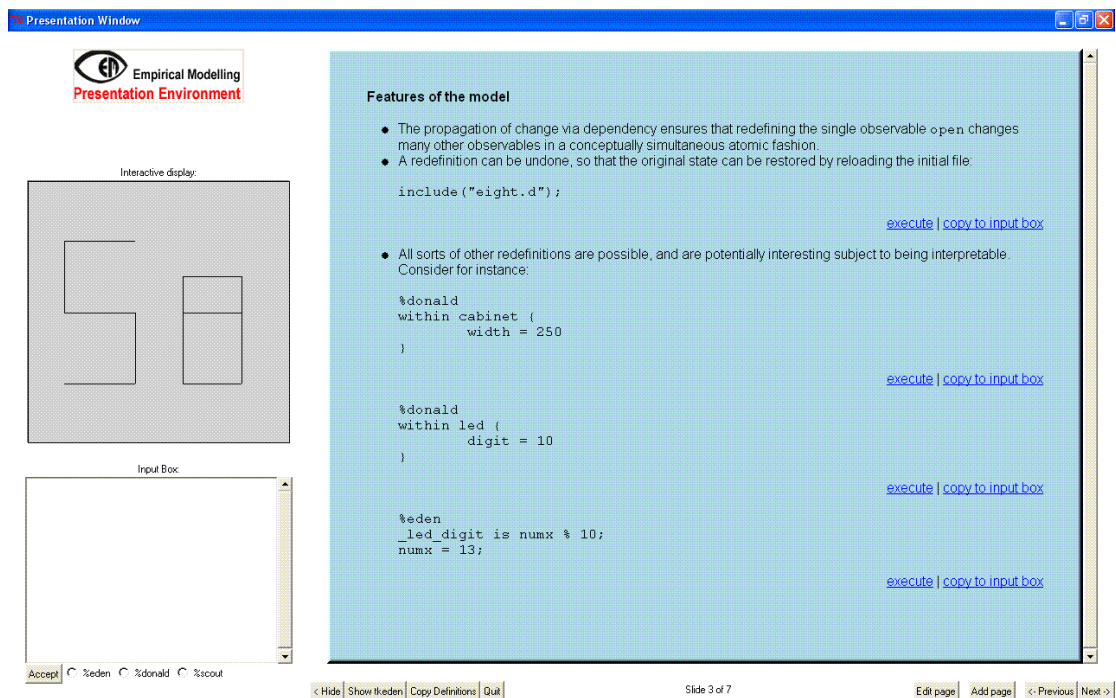 Presentation Window
Empirical Modelling
Presentation Environment
Interactive display:
Input Box:
Accept %eden %donald %scout
Features of the model
The propagation of change via dependency ensures that redefining the single observable open changes
many other observables in a conceptually simultaneous atomic fashion.
A redefinition can be undone, so that the original state can be restored by reloading the initial file:
include("eight.d");
execute | copy to input box
All sorts of other redefinitions are possible, and are potentially interesting subject to being interpretable.
Consider for instance:
%donald
within cabinet {
width = 250
}
execute | copy to input box
%donald
within led {
digit = 10
}
execute | copy to input box
%eden
_led_digit is numx % 10;
numx = 13;
execute | copy to input box
< Hide Show tkeden Copy Definitions Quit Slide 3 of 7 Edit page Add page <- Previous Next ->